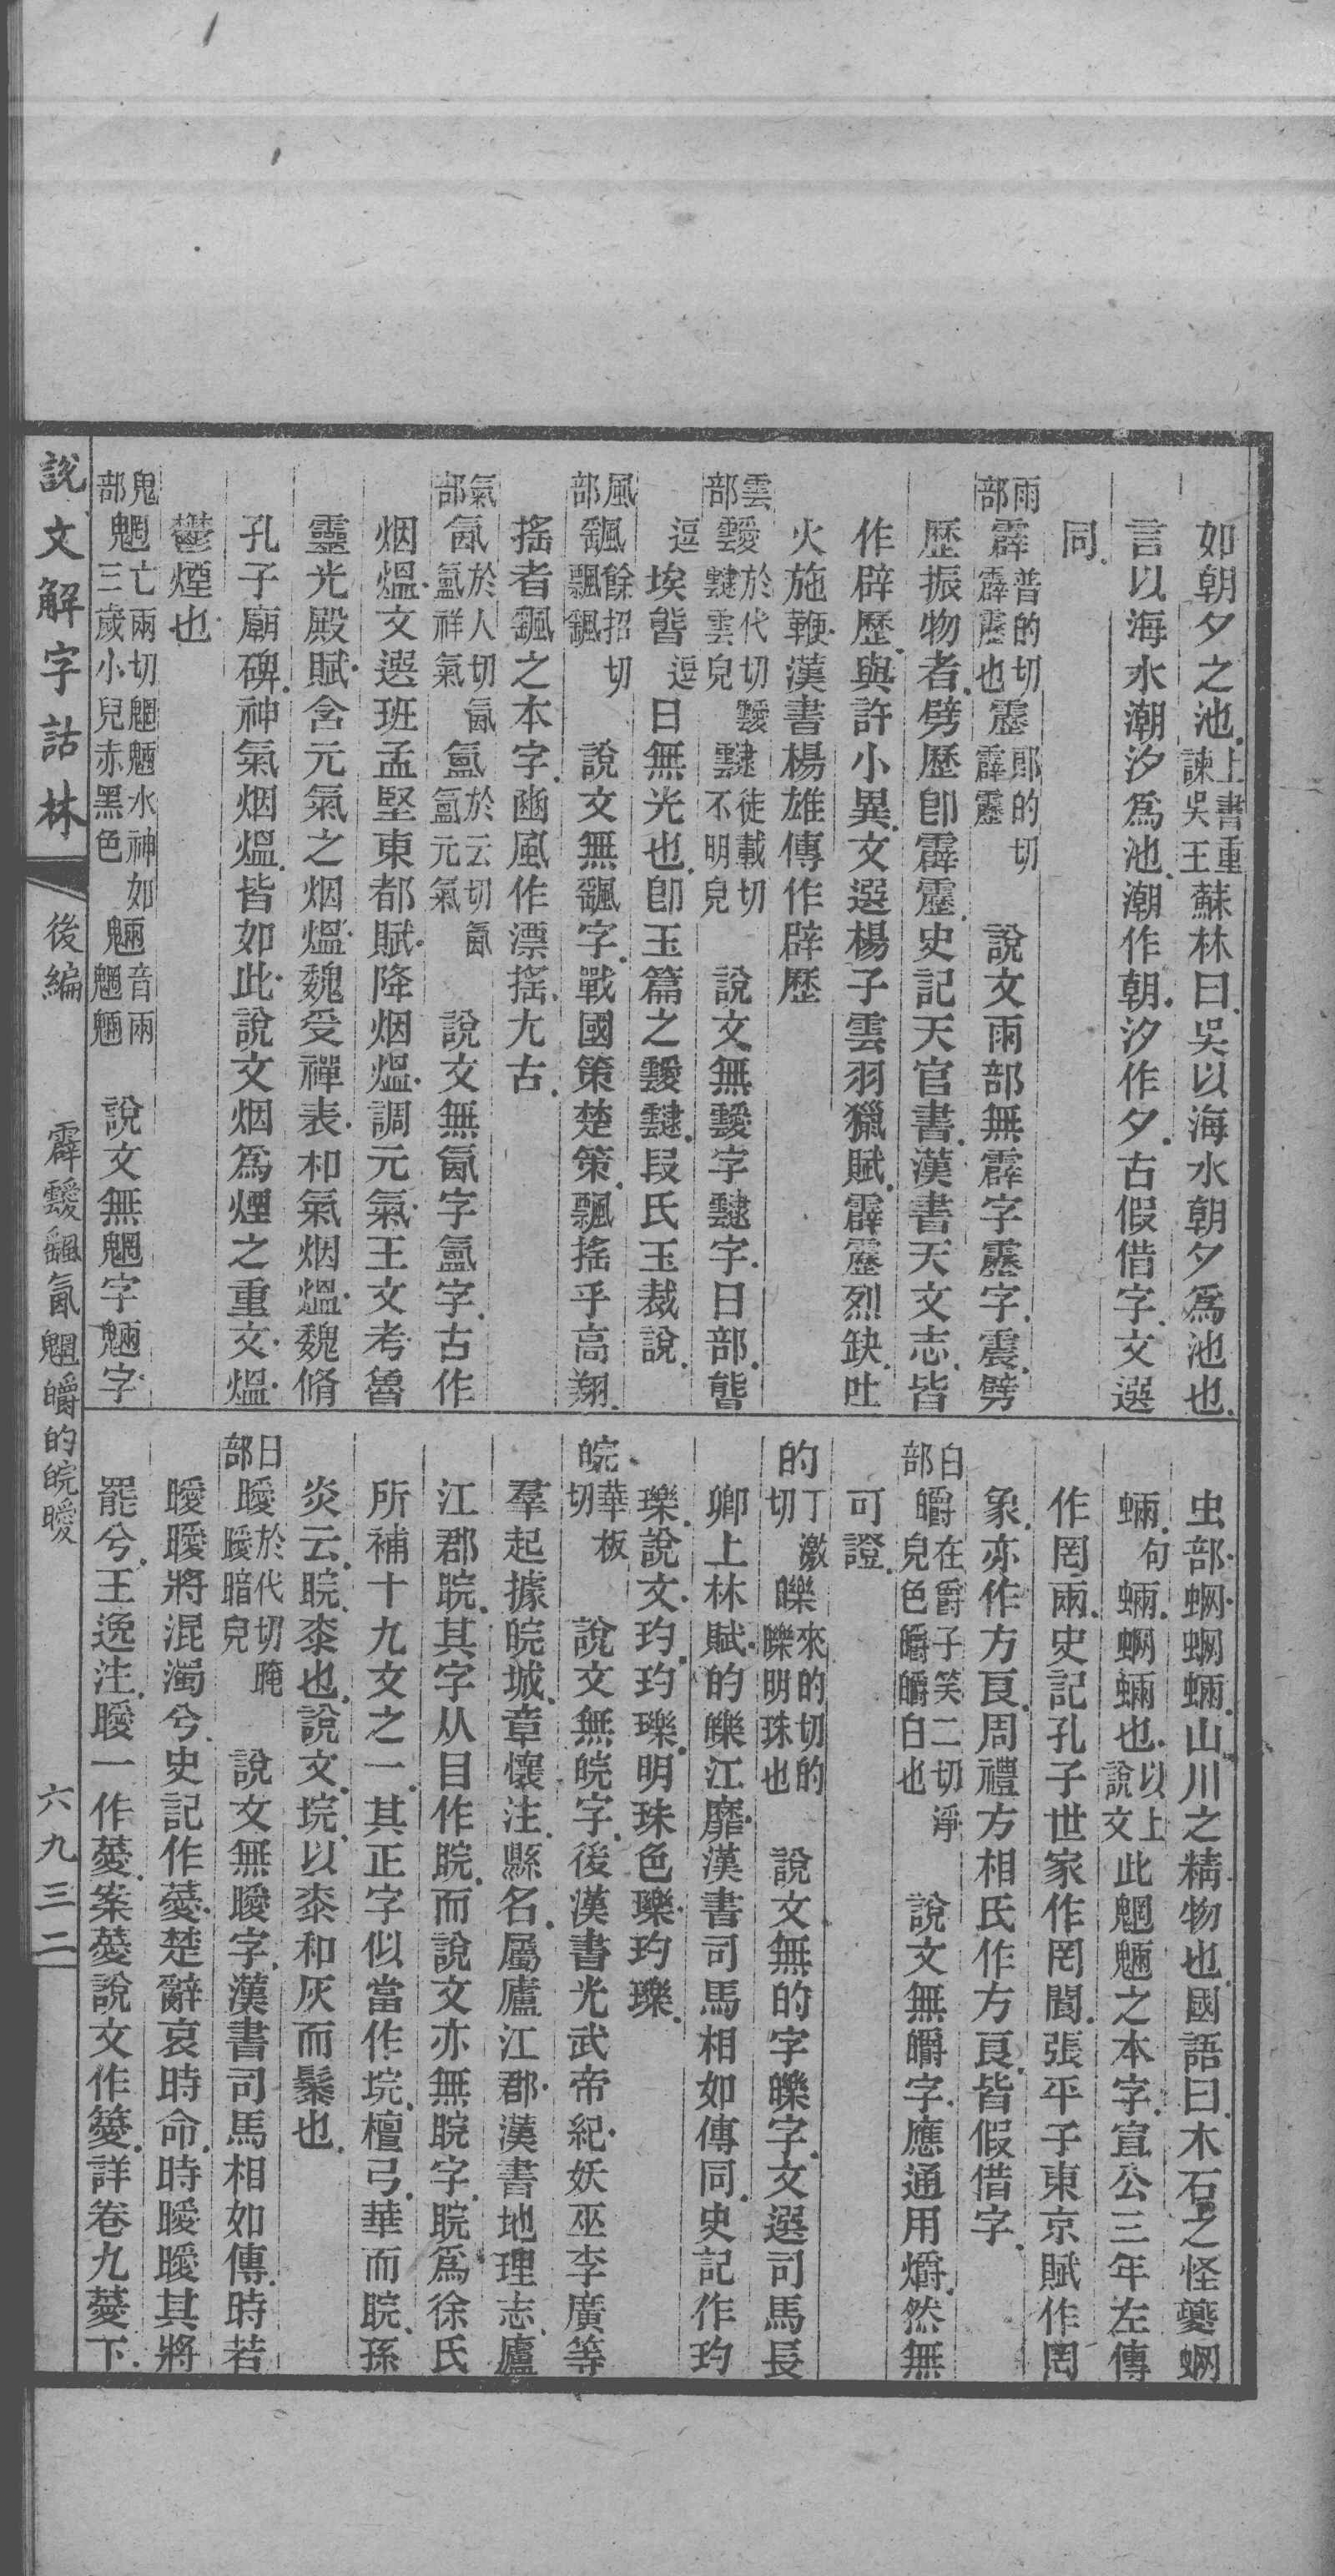 如朝夕之池上書重諫吳王蘇林曰吳以海水朝夕爲池也
言以海水潮汐爲池潮作朝汐作夕古假借字文選
同
雨部霹普的切霹靂也靂郎的切霹靂說文雨部無霹字靂字震劈
歷振物者劈歷卽霹靂史記天官書漢書天文志皆
作辟歷與許小異文選楊子雲羽獵賦霹靂烈缺吐
火施鞭漢書楊雄傳作辟歷
雲部靉於代切靉靆雲皃靆徒載切靉靆不明皃說文無靉字靆字日部㬪
逗埃㬪逗日無光也卽玉篇之靉靆段氏玉裁說
風部颻餘招切飄颻說文無颻字戰國策楚策飄搖乎高翔
搖者颻之本字豳風作漂搖尤古
气部氤於人切氤氳祥氣氳於云切氤氳元氣說文無氤字氳字古作
烟熅文選班孟堅東都賦降烟熅調元氣王文考魯
靈光殿賦含元氣之烟熅魏受禪表和氣烟熅魏脩
孔子廟碑神氣烟熅皆如此說文烟爲煙之重文熅
鬱煙也
鬼部魍亡兩切魍魎水神如三歲小兒赤黑色魎音兩魍魎說文無魍字魎字
虫部蝄蝄蜽山川之精物也國語曰木石之怪夔蝄
蜽句蜽蝄蜽也以上說文此魍魎之本字宣公三年左傳
作罔兩史記孔子世家作罔閬張平子東京賦作罔
象亦作方良周禮方相氏作方良皆假借字
白部皭在爵子笑二切淨皃色皭皭白也說文無皭字應通用爝然無
可證
的丁激切皪來的切的皪明珠也說文無的字皪字文選司馬長
卿上林賦的皪江靡漢書司馬相如傳同史記作玓
瓅說文玓玓瓅明珠色瓅玓瓅
皖華板切說文無皖字後漢書光武帝紀妖巫李廣等
羣起據皖城章懷注縣名屬廬江郡漢書地理志廬
江郡睆其字从目作睆而說文亦無睆字睆爲徐氏
所補十九文之一其正字似當作垸檀弓華而睆孫
炎云睆桼也說文垸以桼和灰而髹也
日部曖於代切晻曖暗皃說文無曖字漢書司馬相如傳時若
曖曖將混濁兮史記作薆楚辭哀時命時曖曖其將
罷兮王逸注曖一作薆案薆說文作薆詳卷九薆下
說文解字詁林 後編 霹靉颻氤魍皭的皖曖 六九三二